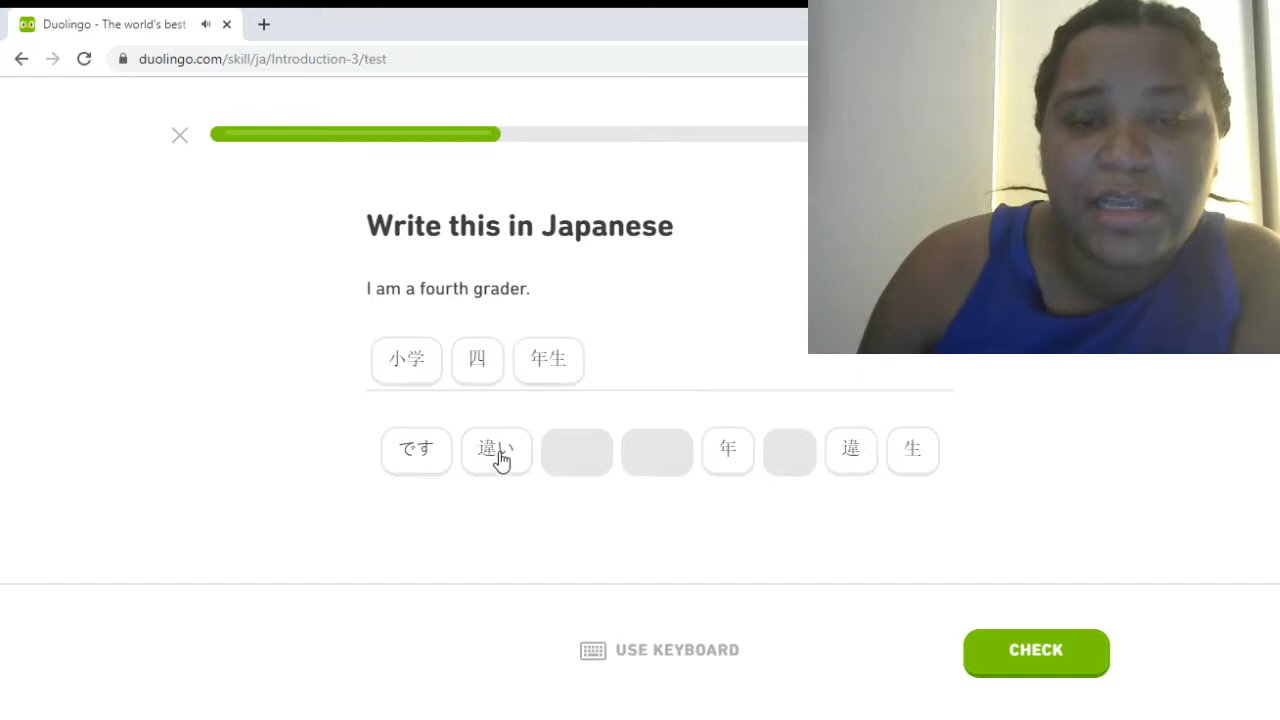 Duolingo - The world's best
duolingo.com/skill/ja/Introduction-3/test
Write this in Japanese
I am a fourth grader.
小学 四 年生
です 違い 年 違 生
USE KEYBOARD
CHECK